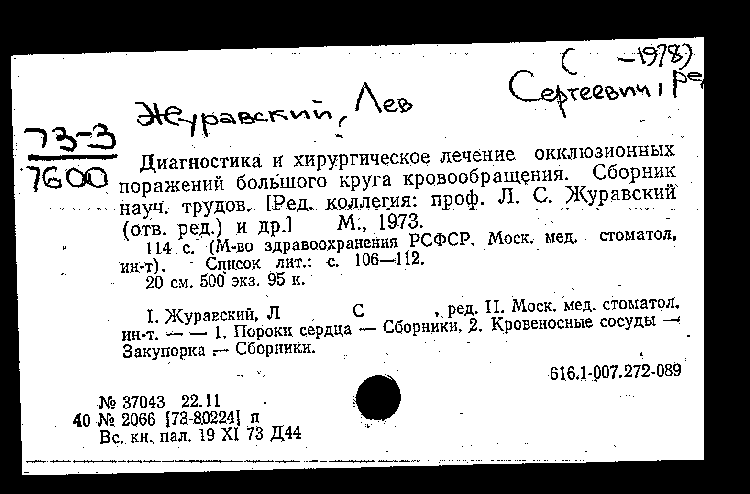 ( –1978)
Журавский, Лев Сергеевич, ред.
73-3
7600
Диагностика и хирургическое лечение окклюзионных
поражений большого круга кровообращения. Сборник
науч. трудов. [Ред. коллегия: проф. Л. С. Журавский
(отв. ред.) и др.] М., 1973.
114 с. (М-во здравоохранения РСФСР. Моск. мед. стоматол.
ин-т). Список лит.: с. 106—112.
20 см. 500 экз. 95 к.
I. Журавский, Л С , ред. II. Моск. мед. стоматол.
ин-т. — — 1. Пороки сердца — Сборники. 2. Кровеносные сосуды —
Закупорка — Сборники.
616.1-007.272-089
№ 37043 22.11
40 № 2066 [73-80224] п
Вс. кн. пал. 19 XI 73 Д44